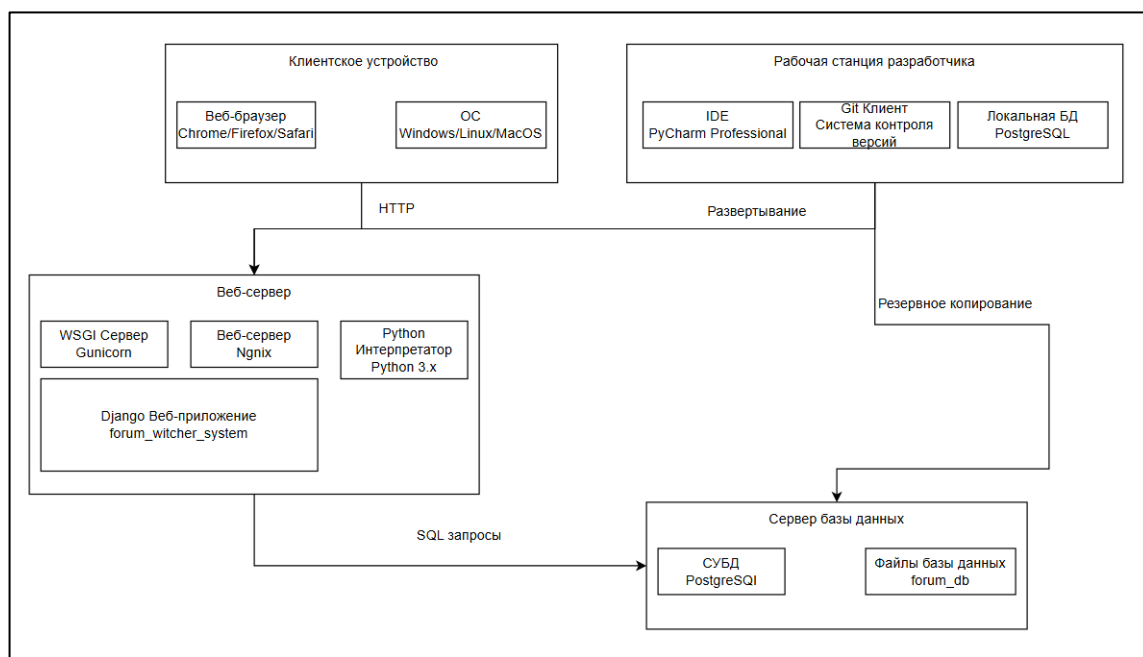 Клиентское устройство
Веб-браузер
Chrome/Firefox/Safari
ОС
Windows/Linux/MacOS
Рабочая станция разработчика
IDE
PyCharm Professional
Git Клиент
Система контроля
версий
Локальная БД
PostgreSQL
HTTP
Развертывание
Резервное копирование
Веб-сервер
WSGI Сервер
Gunicorn
Веб-сервер
Ngnix
Python
Интерпретатор
Python 3.x
Django Веб-приложение
forum_witcher_system
SQL запросы
Сервер базы данных
СУБД
PostgreSQl
Файлы базы данных
forum_db